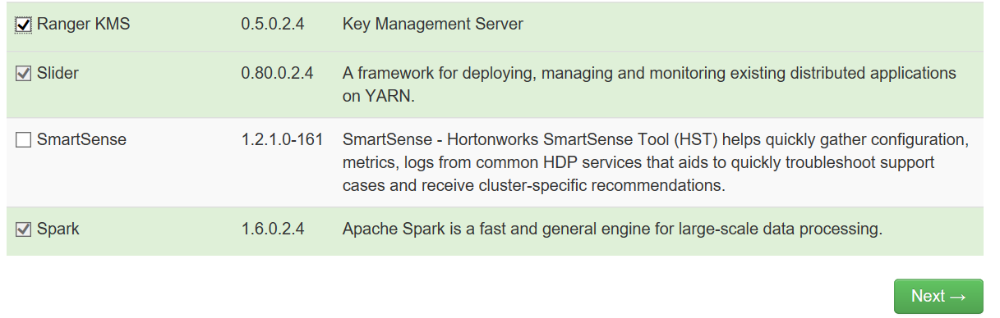 Ranger KMS 0.5.0.2.4 Key Management Server
Slider 0.80.0.2.4 A framework for deploying, managing and monitoring existing distributed applications
on YARN.
SmartSense 1.2.1.0-161 SmartSense - Hortonworks SmartSense Tool (HST) helps quickly gather configuration,
metrics, logs from common HDP services that aids to quickly troubleshoot support
cases and receive cluster-specific recommendations.
Spark 1.6.0.2.4 Apache Spark is a fast and general engine for large-scale data processing.
Next →